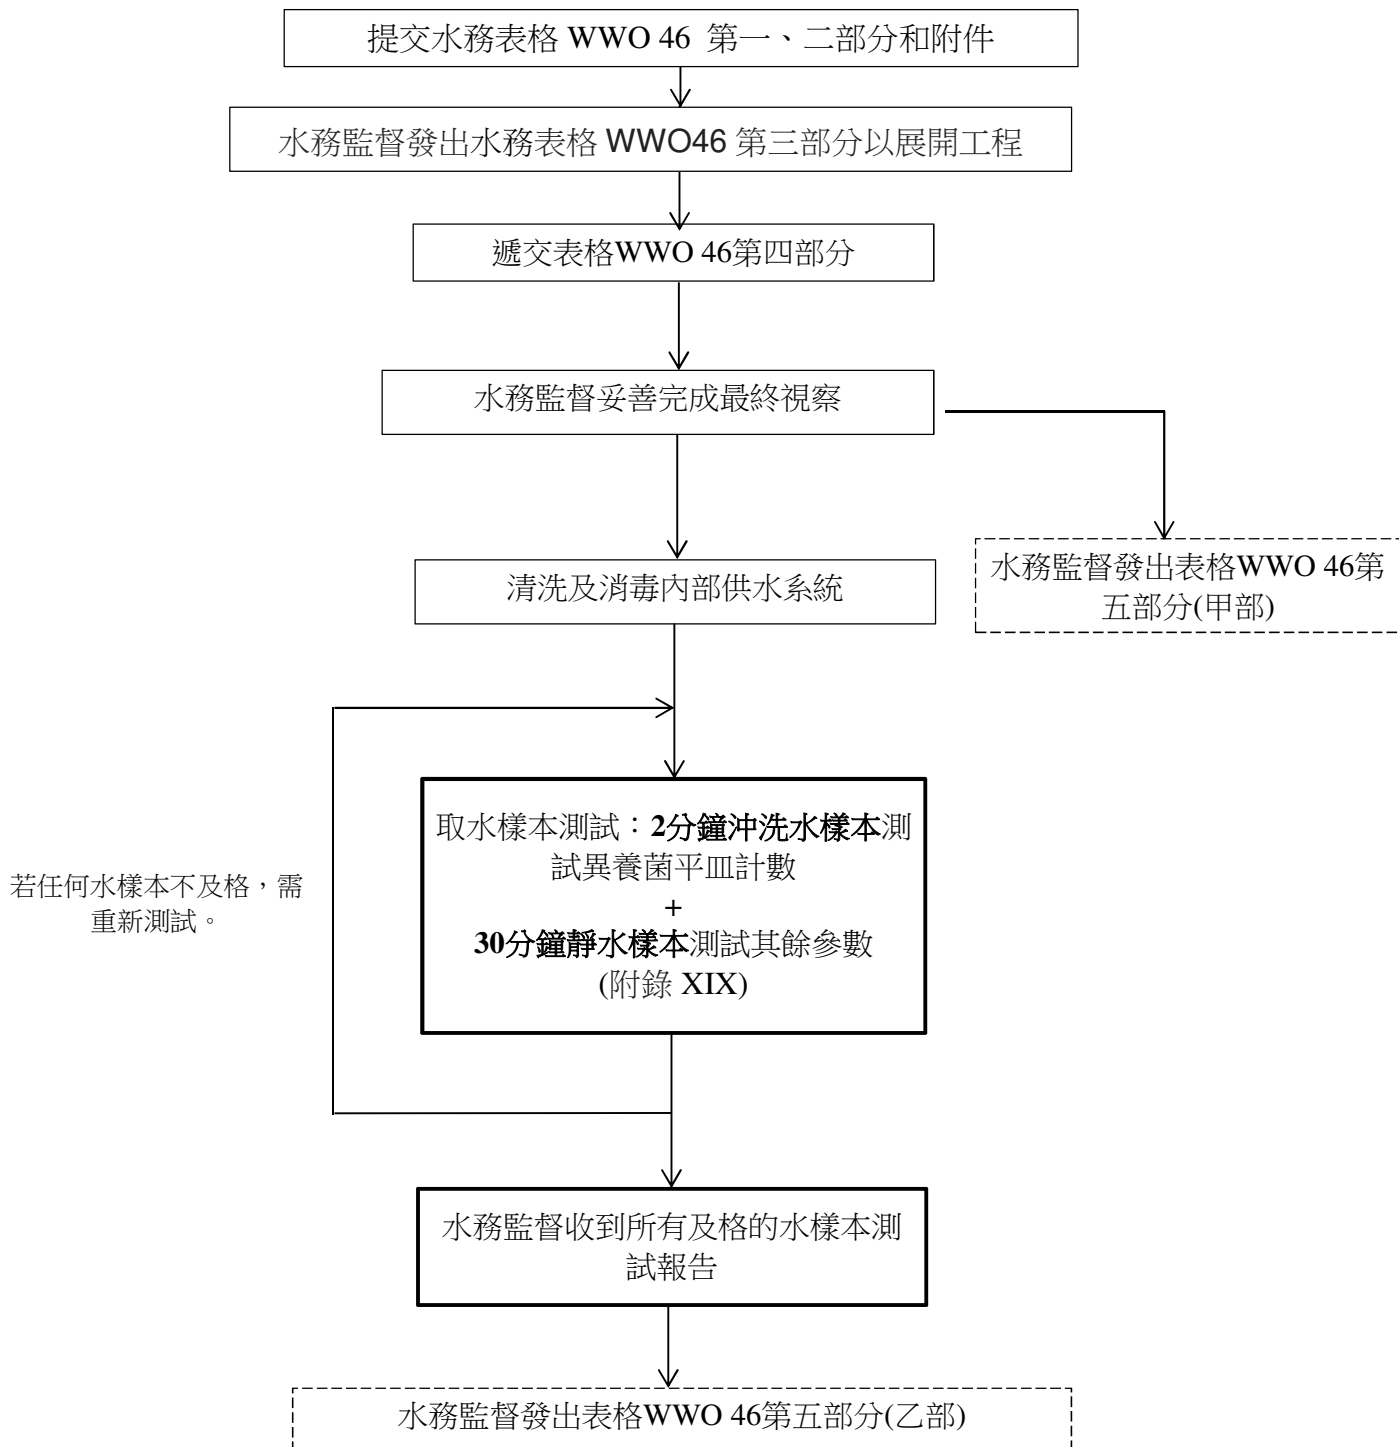 提交水務表格 WWO 46 第一、二部分和附件
水務監督發出水務表格 WWO46 第三部分以展開工程
遞交表格WWO 46第四部分
水務監督妥善完成最終視察
水務監督發出表格WWO 46第
五部分(甲部)
清洗及消毒內部供水系統
取水樣本測試：2分鐘沖洗水樣本測
試異養菌平皿計數
+
30分鐘靜水樣本測試其餘參數
(附錄 XIX)
若任何水樣本不及格，需
重新測試。
水務監督收到所有及格的水樣本測
試報告
水務監督發出表格WWO 46第五部分(乙部)